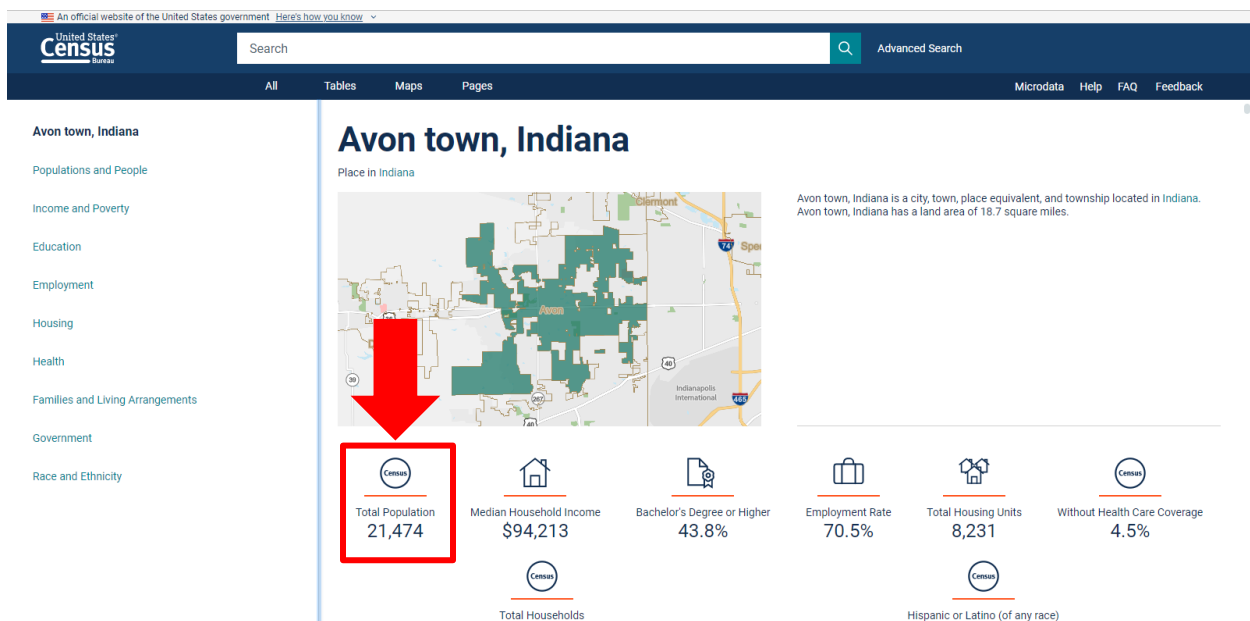 An official website of the United States government Here's how you know
United States®
Census
Bureau
Search
Advanced Search
All Tables Maps Pages
Microdata Help FAQ Feedback
Avon town, Indiana
Populations and People
Income and Poverty
Education
Employment
Housing
Health
Families and Living Arrangements
Government
Race and Ethnicity
Avon town, Indiana
Place in Indiana
Clermont
74
Spee
Avon
40
39
Indianapolis
International
465
267
40
Avon town, Indiana is a city, town, place equivalent, and township located in Indiana.
Avon town, Indiana has a land area of 18.7 square miles.
Census
Total Population
21,474
Median Household Income
$94,213
Bachelor's Degree or Higher
43.8%
Employment Rate
70.5%
Total Housing Units
8,231
Census
Without Health Care Coverage
4.5%
Census
Total Households
Census
Hispanic or Latino (of any race)